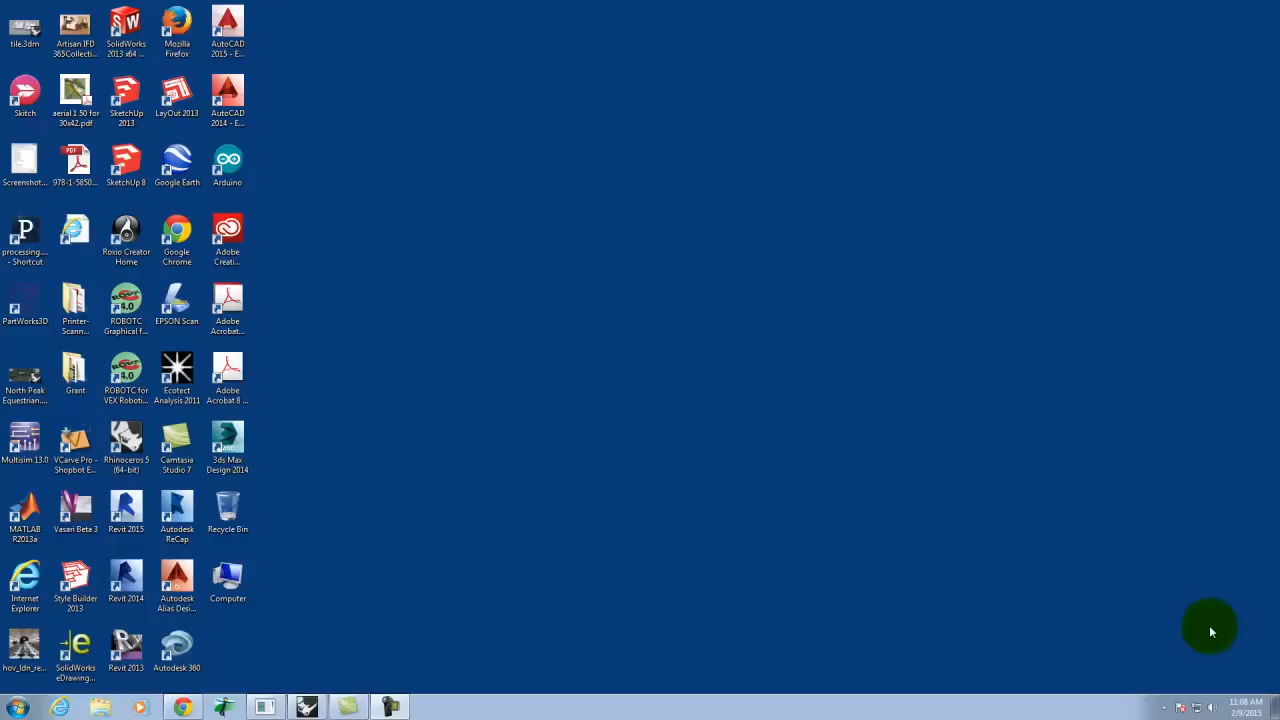 tile.3dm
Artisan IFD
365Collecti...
SolidWorks
2013 x64 ...
Mozilla
Firefox
AutoCAD
2015 - E...
Skitch
aerial 1 50 for
30x42.pdf
SketchUp
2013
LayOut 2013
AutoCAD
2014 - E...
Screenshot...
978-1-5850...
SketchUp 8
Google Earth
Arduino
processing....
- Shortcut
Roxio Creator
Home
Google
Chrome
Adobe
Creati...
PartWorks3D
Printer-
Scann...
ROBOTC
Graphical f...
EPSON Scan
Adobe
Acrobat...
North Peak
Equestrian....
Grant
ROBOTC for
VEX Roboti...
Ecotect
Analysis 2011
Adobe
Acrobat 8 ...
Multisim 13.0
VCarve Pro -
Shopbot E...
Rhinoceros 5
(64-bit)
Camtasia
Studio 7
3ds Max
Design 2014
MATLAB
R2013a
Vasari Beta 3
Revit 2015
Autodesk
ReCap
Recycle Bin
Internet
Explorer
Style Builder
2013
Revit 2014
Autodesk
Alias Desi...
Computer
hov_ldn_re...
SolidWorks
eDrawing...
Revit 2013
Autodesk 360
11:08 AM
2/9/2015